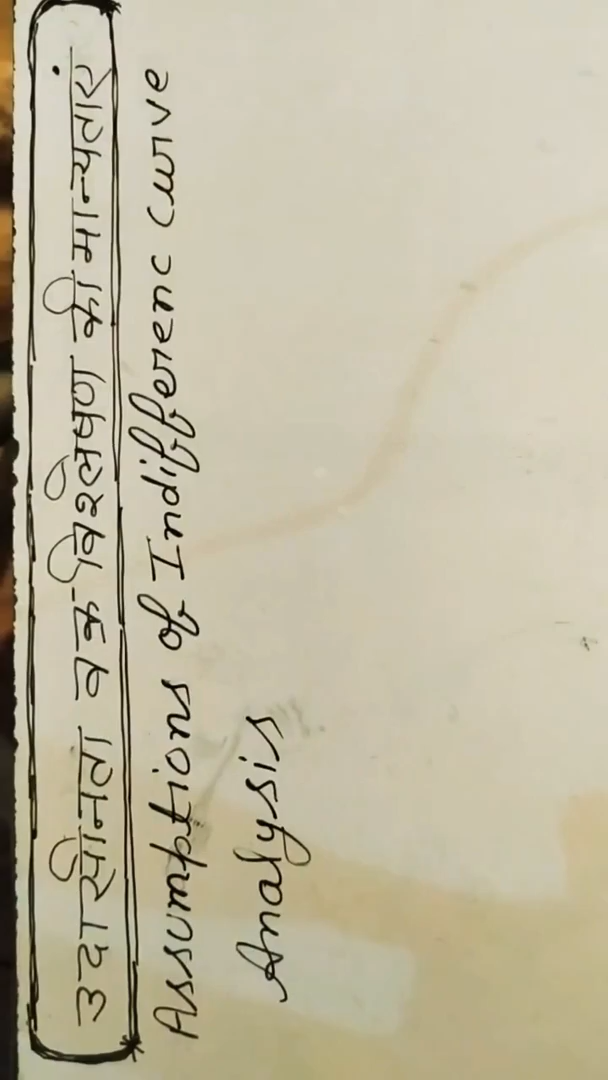 उदासीनता वक्र विश्लेषण की मान्यताएं
Assumptions of Indifferenc curve
Analysis